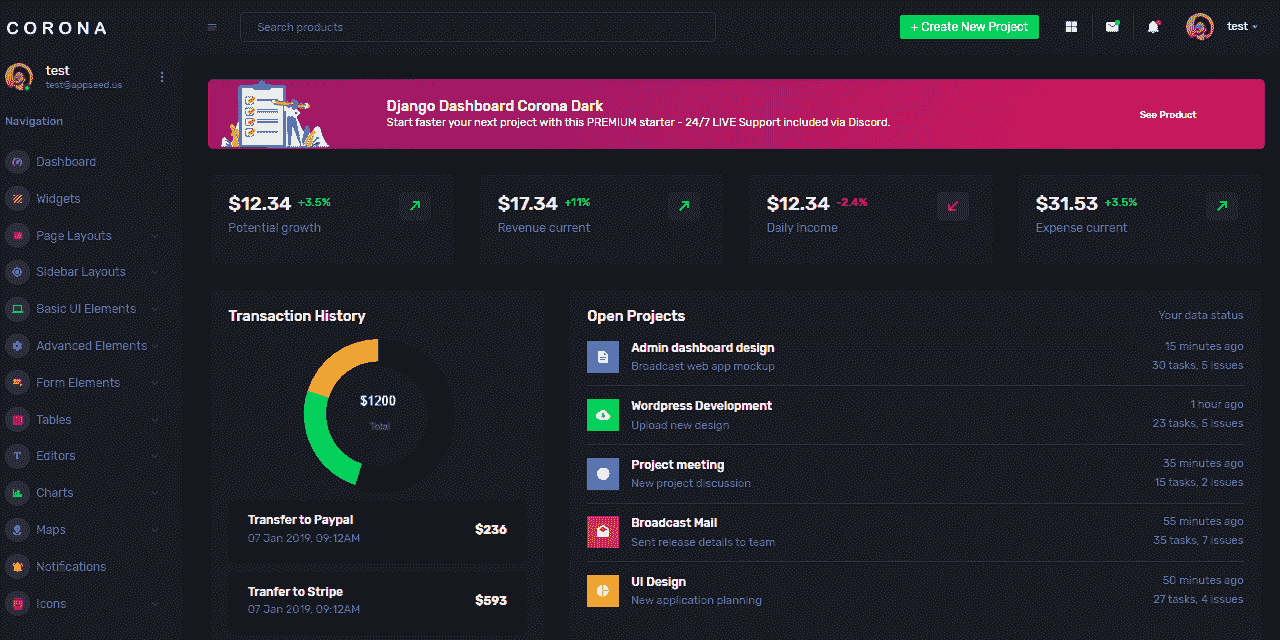 CORONA
Search products
+ Create New Project
test
test
test@appseed.us
Navigation
Dashboard
Widgets
Page Layouts
Sidebar Layouts
Basic UI Elements
Advanced Elements
Form Elements
Tables
Editors
Charts
Maps
Notifications
Icons
Django Dashboard Corona Dark
Start faster your next project with this PREMIUM starter - 24/7 LIVE Support included via Discord.
See Product
$12.34 +3.5%
Potential growth
$17.34 +11%
Revenue current
$12.34 -2.4%
Daily Income
$31.53 +3.5%
Expense current
Transaction History
$1200
Total
Transfer to Paypal
07 Jan 2019, 09:12AM
$236
Tranfer to Stripe
07 Jan 2019, 09:12AM
$593
Open Projects
Your data status
Admin dashboard design
Broadcast web app mockup
15 minutes ago
30 tasks, 5 issues
Wordpress Development
Upload new design
1 hour ago
23 tasks, 5 issues
Project meeting
New project discussion
35 minutes ago
15 tasks, 2 issues
Broadcast Mail
Sent release details to team
55 minutes ago
35 tasks, 7 issues
UI Design
New application planning
50 minutes ago
27 tasks, 4 issues